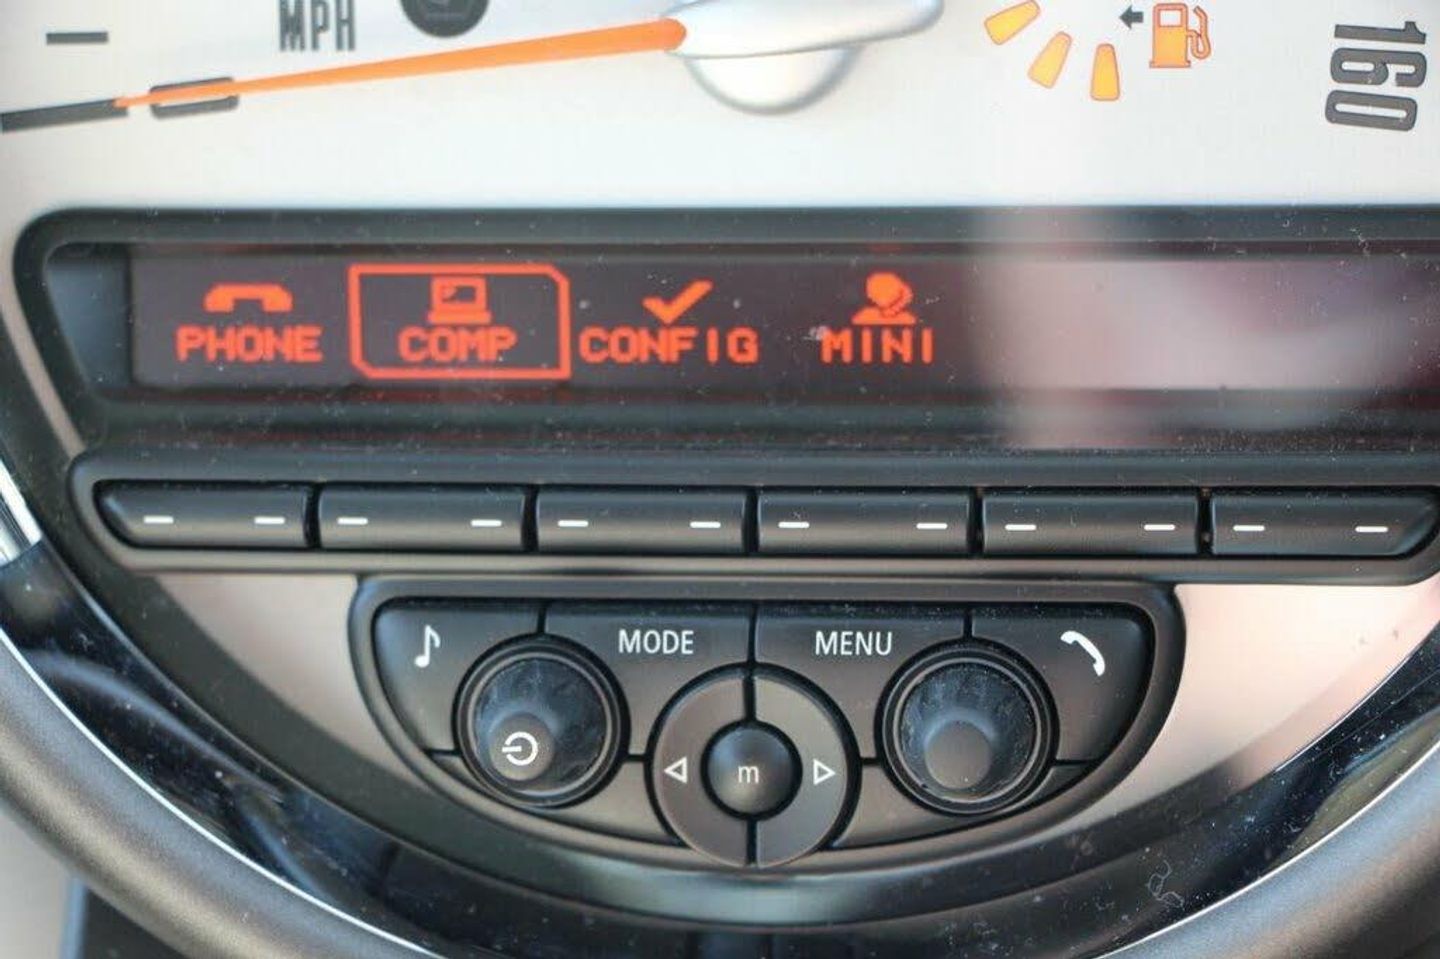 MPH
160
PHONE COMP CONFIG MINI
MODE MENU
m